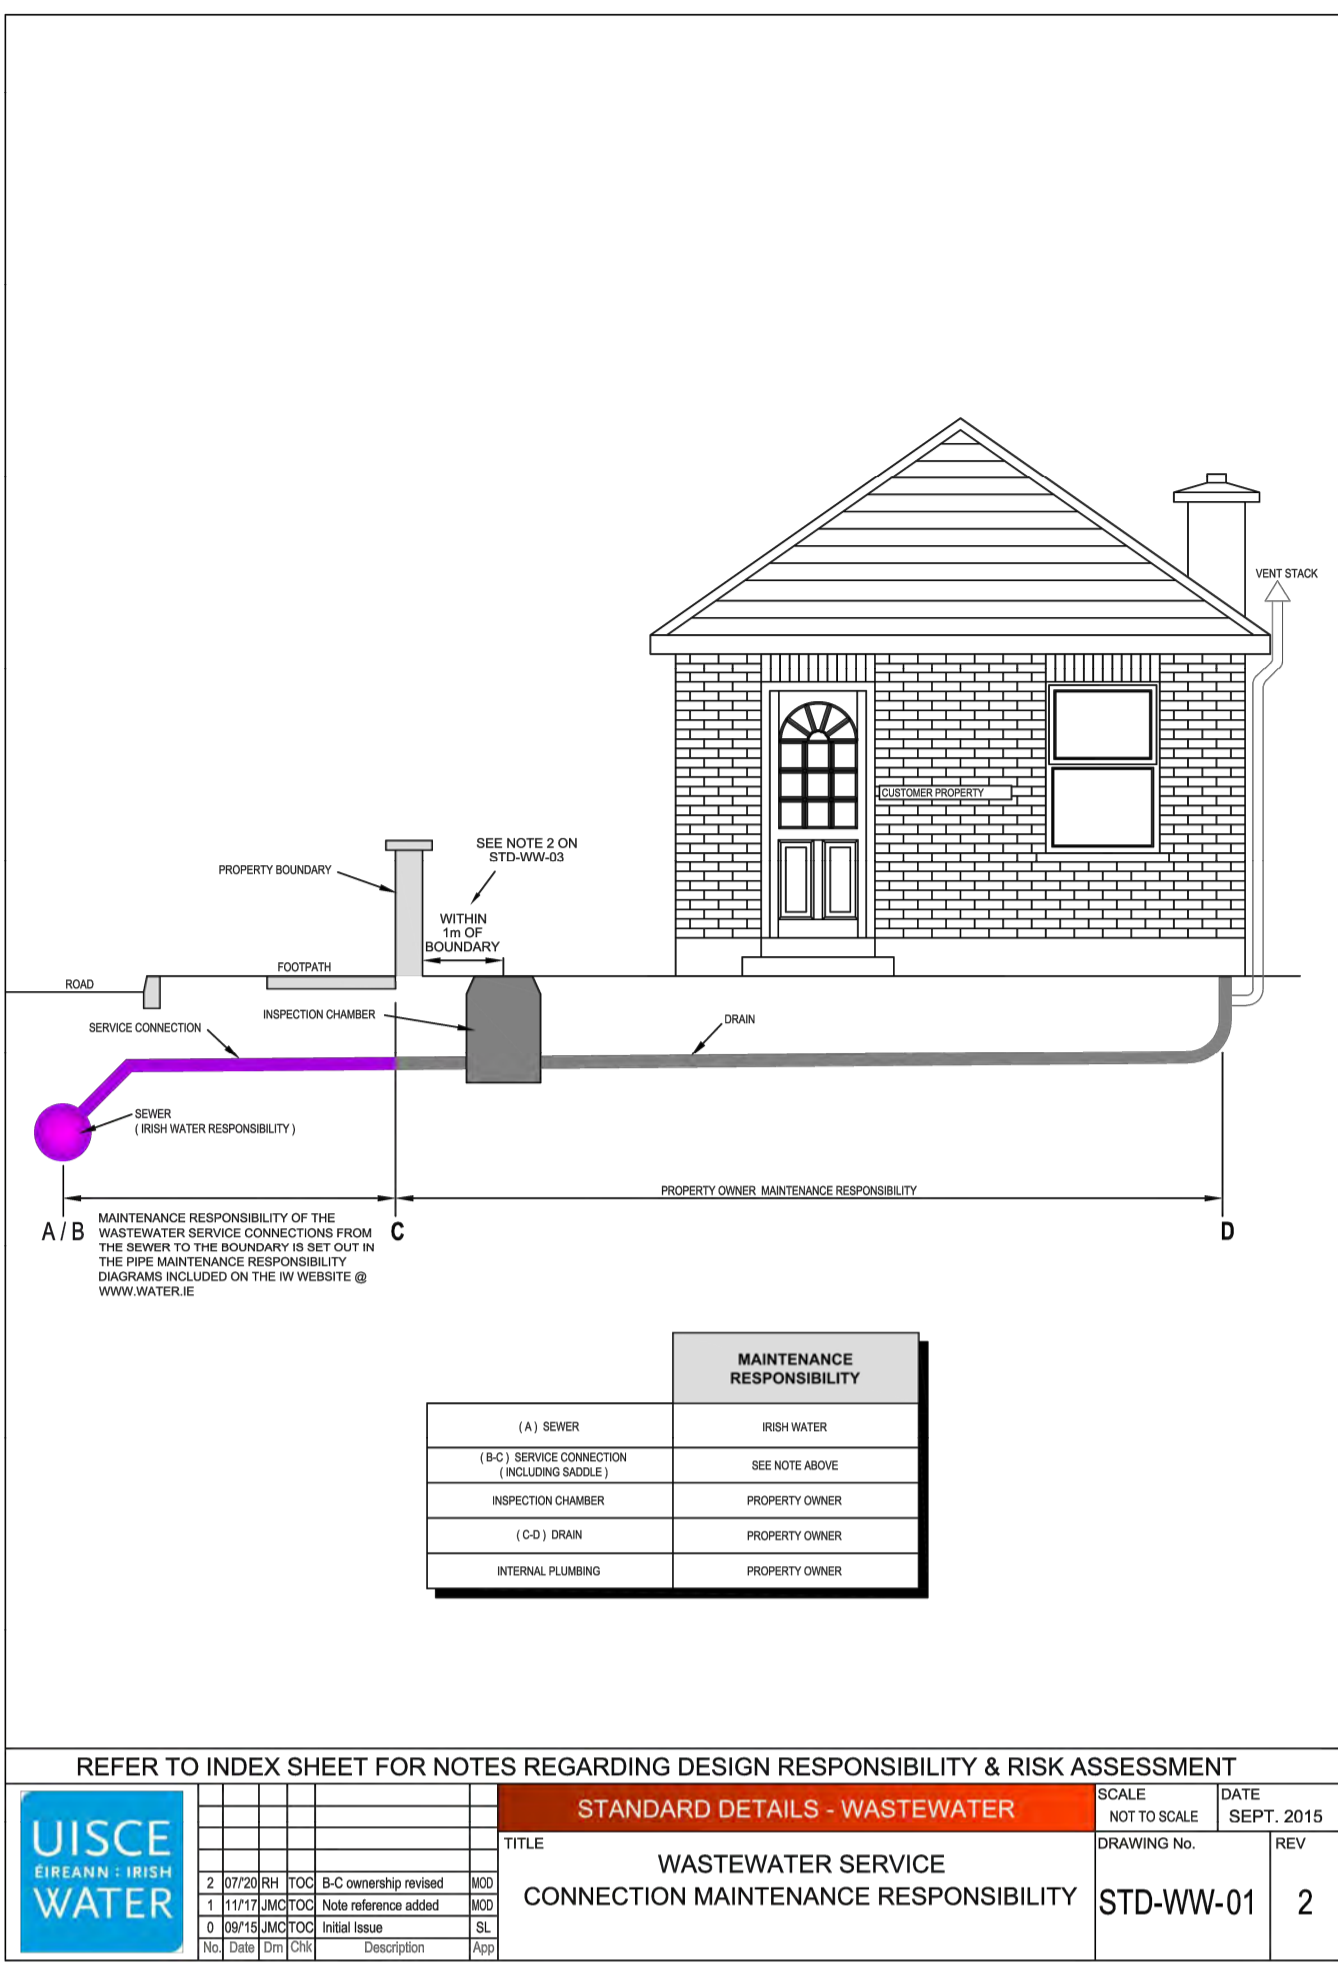 VENT STACK
CUSTOMER PROPERTY
SEE NOTE 2 ON
STD-WW-03
PROPERTY BOUNDARY
WITHIN
1m OF
BOUNDARY
FOOTPATH
ROAD
INSPECTION CHAMBER
DRAIN
SERVICE CONNECTION
SEWER
( IRISH WATER RESPONSIBILITY )
PROPERTY OWNER MAINTENANCE RESPONSIBILITY
A / B
C
D
MAINTENANCE RESPONSIBILITY OF THE
WASTEWATER SERVICE CONNECTIONS FROM
THE SEWER TO THE BOUNDARY IS SET OUT IN
THE PIPE MAINTENANCE RESPONSIBILITY
DIAGRAMS INCLUDED ON THE IW WEBSITE @
WWW.WATER.IE
MAINTENANCE
RESPONSIBILITY
( A ) SEWER IRISH WATER
( B-C ) SERVICE CONNECTION
( INCLUDING SADDLE ) SEE NOTE ABOVE
INSPECTION CHAMBER PROPERTY OWNER
( C-D ) DRAIN PROPERTY OWNER
INTERNAL PLUMBING PROPERTY OWNER
REFER TO INDEX SHEET FOR NOTES REGARDING DESIGN RESPONSIBILITY & RISK ASSESSMENT
UISCE
ÉIREANN : IRISH
WATER
2 07/'20 RH TOC B-C ownership revised MOD
1 11/'17 JMC TOC Note reference added MOD
0 09/'15 JMC TOC Initial Issue SL
No. Date Drn Chk Description App
STANDARD DETAILS - WASTEWATER
TITLE
WASTEWATER SERVICE
CONNECTION MAINTENANCE RESPONSIBILITY
SCALE
NOT TO SCALE
DATE
SEPT. 2015
DRAWING No.
STD-WW-01
REV
2